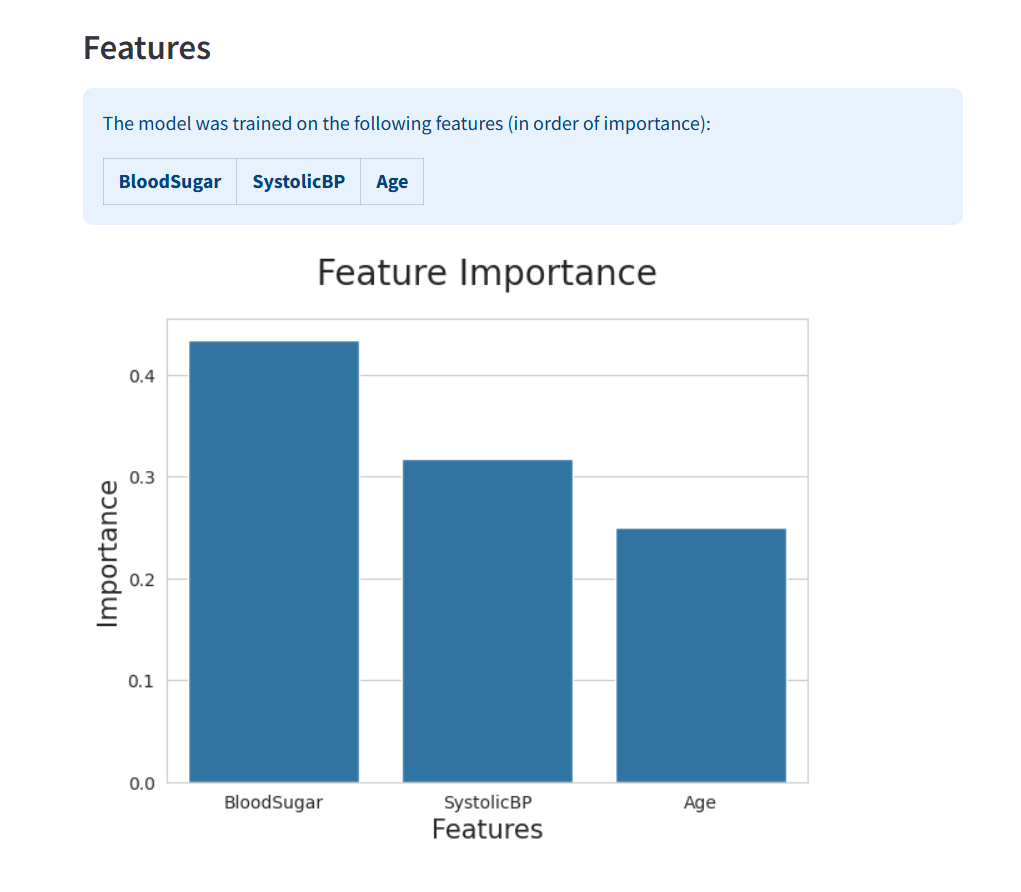 Features
The model was trained on the following features (in order of importance):
BloodSugar SystolicBP Age
Feature Importance
Importance
0.4
0.3
0.2
0.1
0.0
BloodSugar SystolicBP Age
Features